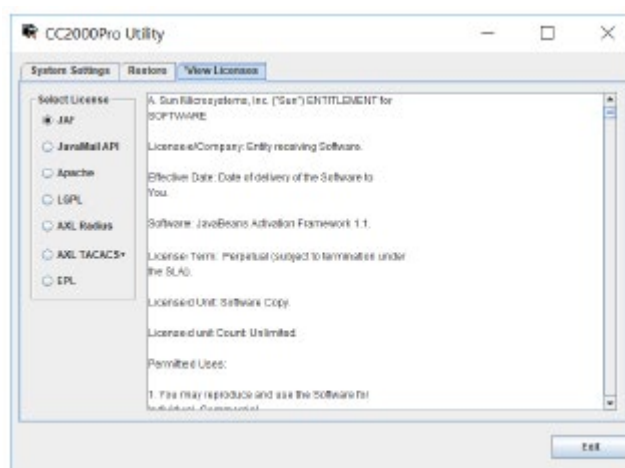 CC2000Pro Utility
System Settings Restore View Licenses
Select License
JAF
JavaMail API
Apache
LGPL
AXL Radius
AXL TACACS+
EPL
A. Sun Microsystems, Inc. ("Sun") ENTITLEMENT for
SOFTWARE
Licensee/Company: Entity receiving Software.
Effective Date: Date of delivery of the Software to
You.
Software: JavaBeans Activation Framework 1.1.
License Term: Perpetual (subject to termination under
the SLA).
Licensed Unit: Software Copy.
Licensed unit Count: Unlimited.
Permitted Uses:
1. You may reproduce and use the Software for
Individual, Commercial,
Exit